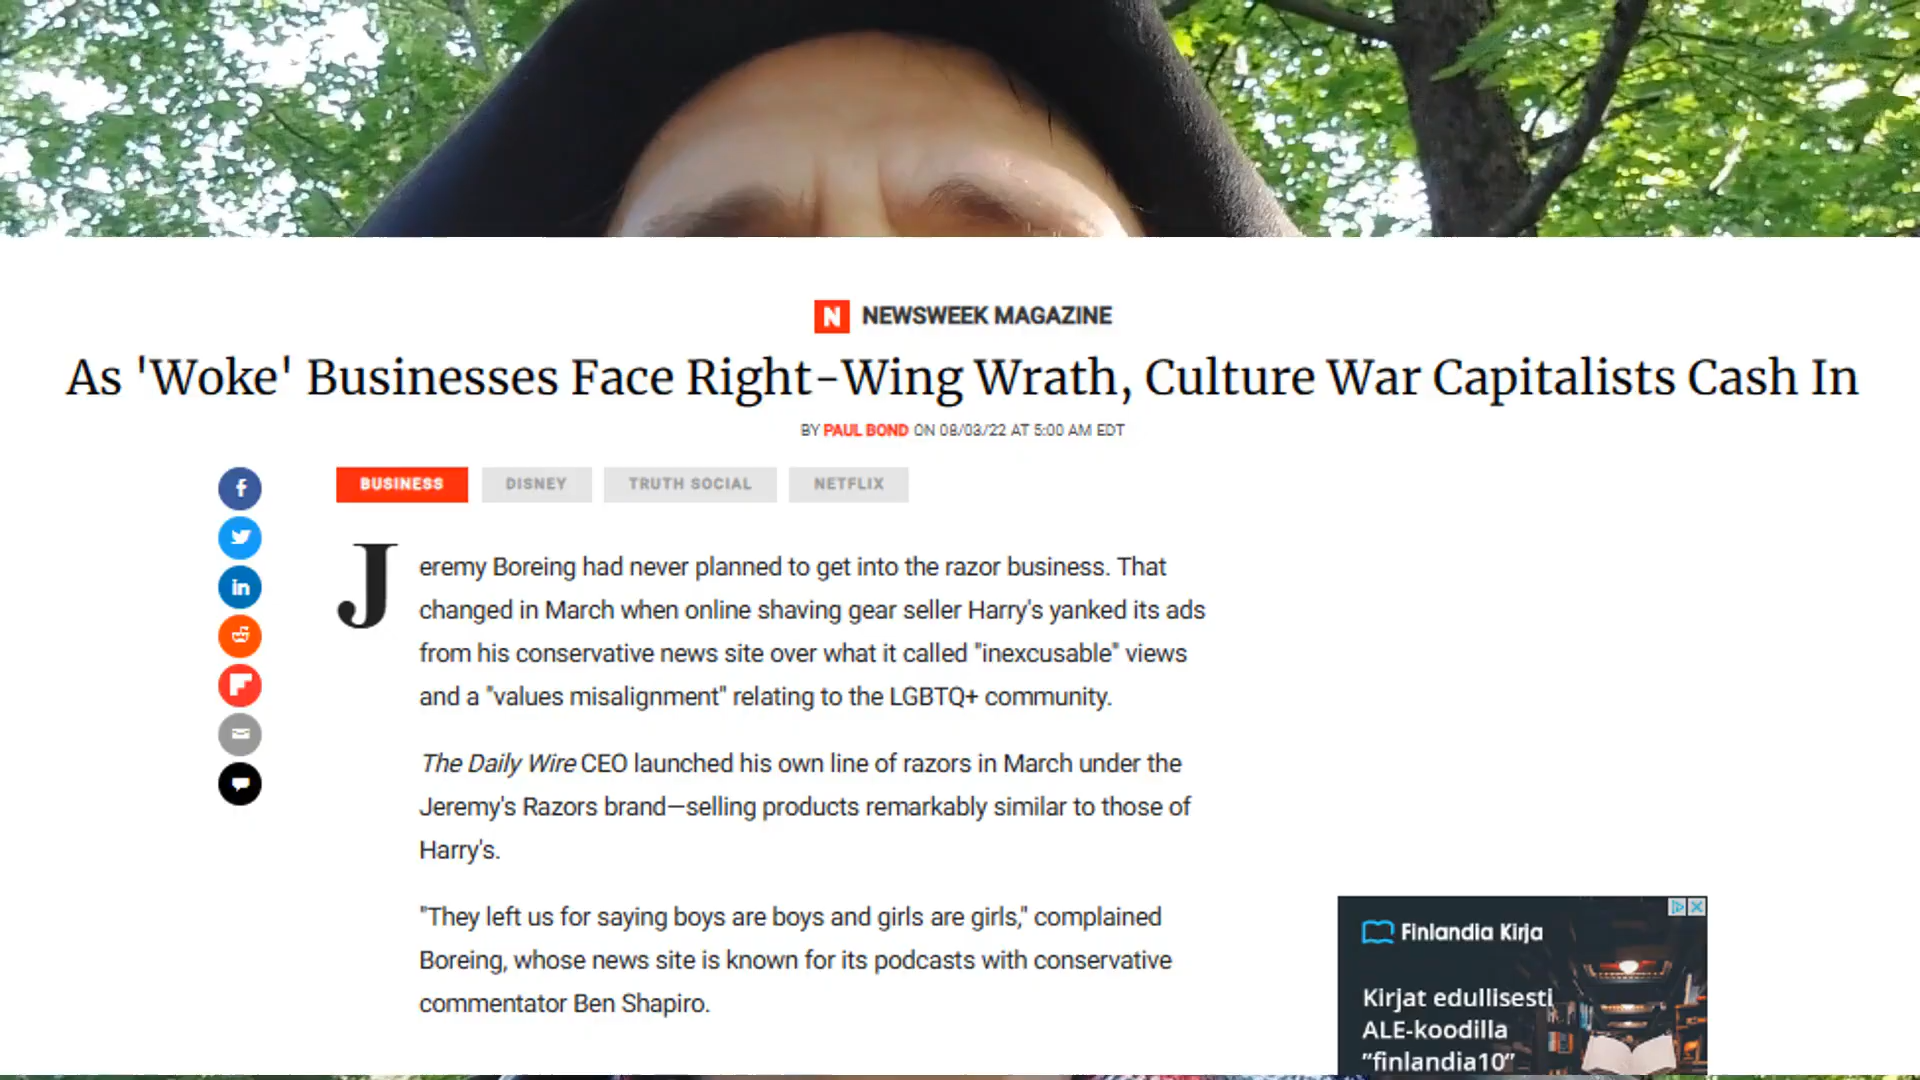 N NEWSWEEK MAGAZINE
As 'Woke' Businesses Face Right-Wing Wrath, Culture War Capitalists Cash In
BY PAUL BOND ON 08/03/22 AT 5:00 AM EDT
BUSINESS DISNEY TRUTH SOCIAL NETFLIX
Jeremy Boreing had never planned to get into the razor business. That
changed in March when online shaving gear seller Harry's yanked its ads
from his conservative news site over what it called "inexcusable" views
and a "values misalignment" relating to the LGBTQ+ community.
The Daily Wire CEO launched his own line of razors in March under the
Jeremy's Razors brand—selling products remarkably similar to those of
Harry's.
"They left us for saying boys are boys and girls are girls," complained
Boreing, whose news site is known for its podcasts with conservative
commentator Ben Shapiro.
Finlandia Kirja
Kirjat edullisesti
ALE-koodilla
"finlandia10"